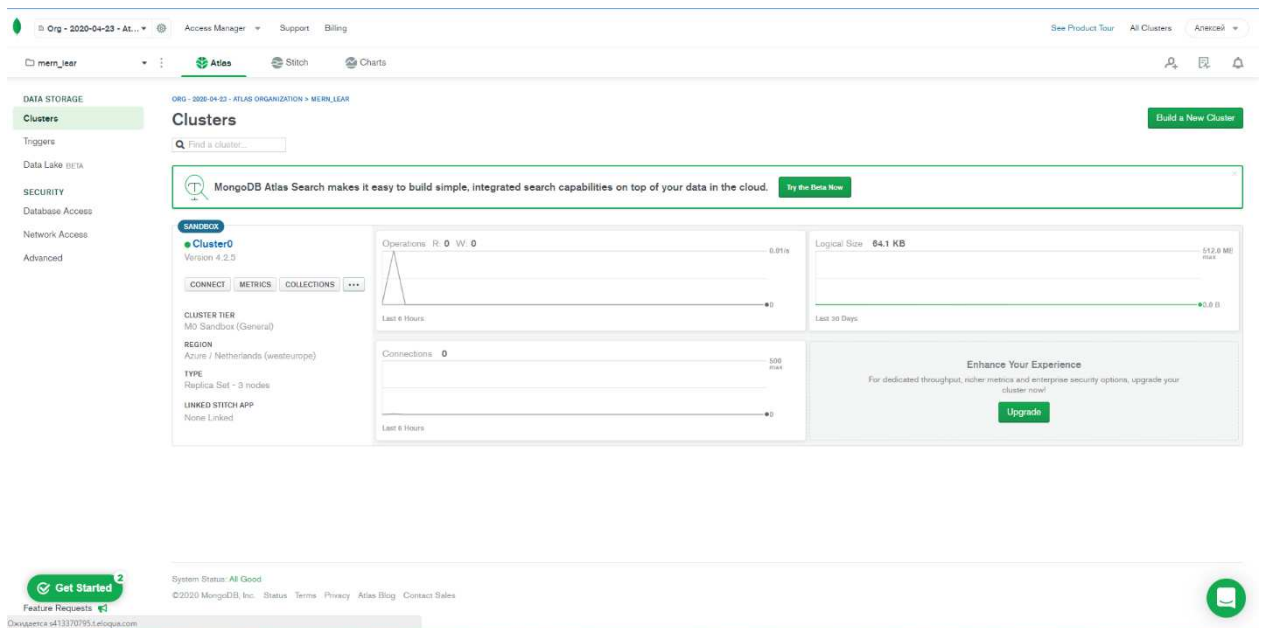 Org - 2020-04-23 - At...
Access Manager
Support
Billing
See Product Tour
All Clusters
Алексей
mern_lear
Atlas
Stitch
Charts
DATA STORAGE
Clusters
Triggers
Data Lake BETA
SECURITY
Database Access
Network Access
Advanced
ORG - 2020-04-23 - ATLAS ORGANIZATION > MERN_LEAR
Clusters
Build a New Cluster
Find a cluster...
MongoDB Atlas Search makes it easy to build simple, integrated search capabilities on top of your data in the cloud.
Try the Beta Now
SANDBOX
Cluster0
Version 4.2.5
CONNECT
METRICS
COLLECTIONS
...
CLUSTER TIER
M0 Sandbox (General)
REGION
Azure / Netherlands (westeurope)
TYPE
Replica Set - 3 nodes
LINKED STITCH APP
None Linked
Operations R: 0 W: 0
0.01/s
0
Last 6 Hours
Logical Size 64.1 KB
512.0 MB
max
0.0 B
Last 30 Days
Connections 0
500
max
0
Last 6 Hours
Enhance Your Experience
For dedicated throughput, richer metrics and enterprise security options, upgrade your
cluster now!
Upgrade
System Status: All Good
©2020 MongoDB, Inc.
Status
Terms
Privacy
Atlas Blog
Contact Sales
Get Started
2
Feature Requests
Ожидается s413370795.t.eloqua.com